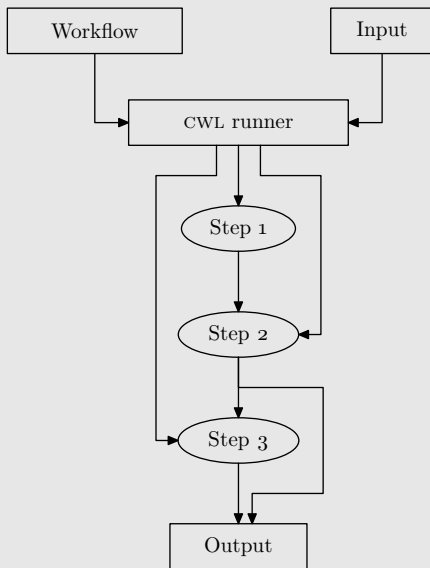 Workflow
Input
CWL runner
Step 1
Step 2
Step 3
Output